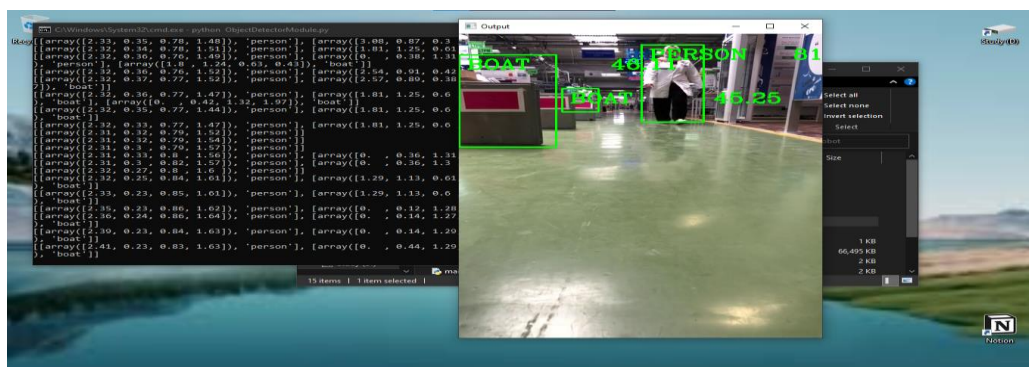 C:\Windows\System32\cmd.exe - python ObjectDetectorModule.py
[[array([2.33, 0.35, 0.78, 1.48]), 'person'], [array([3.08, 0.87, 0.3
[[array([2.32, 0.34, 0.78, 1.51]), 'person'], [array([1.81, 1.25, 0.61
[[array([2.32, 0.36, 0.76, 1.49]), 'person'], [array([0. , 0.38, 1.31
), 'person'], [array([1.8 , 1.24, 0.63, 0.43]), 'boat']]
[[array([2.32, 0.36, 0.76, 1.52]), 'person'], [array([2.54, 0.91, 0.42
[[array([2.32, 0.37, 0.77, 1.52]), 'person'], [array([2.57, 0.89, 0.38
7]), 'boat']]
[[array([2.32, 0.36, 0.77, 1.47]), 'person'], [array([1.81, 1.25, 0.6
), 'boat'], [array([0. , 0.42, 1.32, 1.97]), 'boat']]
[[array([2.32, 0.35, 0.77, 1.44]), 'person'], [array([1.81, 1.25, 0.6
), 'boat']]
[[array([2.32, 0.33, 0.77, 1.47]), 'person'], [array([1.81, 1.25, 0.6
[[array([2.31, 0.32, 0.79, 1.52]), 'person']]
[[array([2.31, 0.32, 0.79, 1.54]), 'person']]
[[array([2.31, 0.3 , 0.79, 1.57]), 'person']]
[[array([2.31, 0.33, 0.8 , 1.56]), 'person'], [array([0. , 0.36, 1.31
[[array([2.31, 0.3 , 0.82, 1.57]), 'person'], [array([0. , 0.36, 1.3
[[array([2.32, 0.27, 0.8 , 1.6 ]), 'person']]
[[array([2.32, 0.25, 0.84, 1.61]), 'person'], [array([1.29, 1.13, 0.61
), 'boat']]
[[array([2.33, 0.23, 0.85, 1.61]), 'person'], [array([1.29, 1.13, 0.6
), 'boat']]
[[array([2.35, 0.23, 0.86, 1.62]), 'person'], [array([0. , 0.12, 1.28
[[array([2.36, 0.24, 0.86, 1.64]), 'person'], [array([0. , 0.14, 1.27
), 'boat']]
[[array([2.39, 0.23, 0.84, 1.63]), 'person'], [array([0. , 0.14, 1.29
), 'boat']]
[[array([2.41, 0.23, 0.83, 1.63]), 'person'], [array([0. , 0.44, 1.29
), 'boat']]
15 items | 1 item selected |
Output
BOAT
PERSON 81
BOAT 45.25
Select all
Select none
Invert selection
Select
Size
1 KB
66,495 KB
2 KB
2 KB
Study (D)
Notion